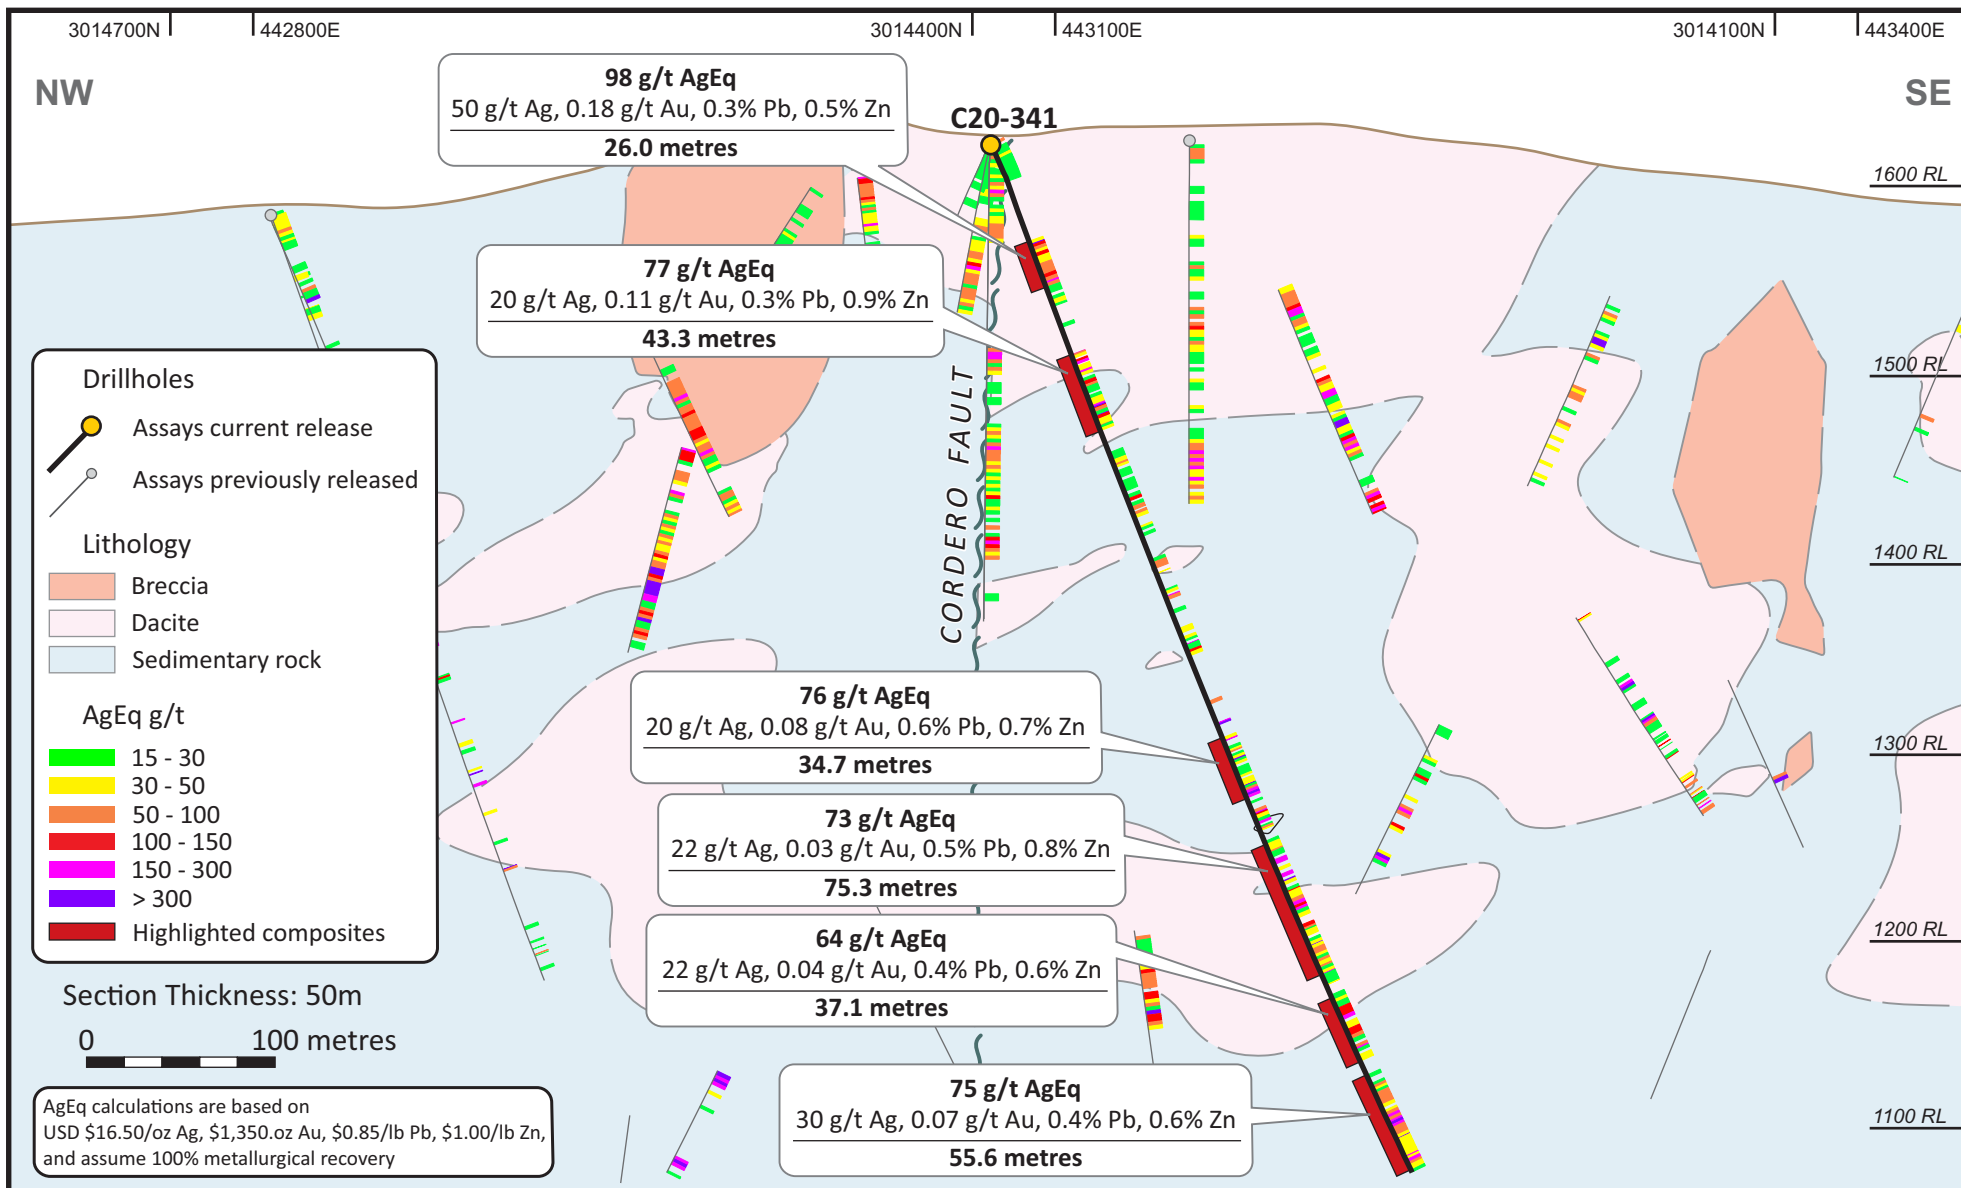 3014700N
442800E
3014400N
443100E
3014100N
443400E
NW
SE
98 g/t AgEq
50 g/t Ag, 0.18 g/t Au, 0.3% Pb, 0.5% Zn
26.0 metres
C20-341
1600 RL
77 g/t AgEq
20 g/t Ag, 0.11 g/t Au, 0.3% Pb, 0.9% Zn
43.3 metres
1500 RL
CORDERO FAULT
1400 RL
Drillholes
Assays current release
Assays previously released
Lithology
Breccia
Dacite
Sedimentary rock
AgEq g/t
15 - 30
30 - 50
50 - 100
100 - 150
150 - 300
> 300
Highlighted composites
76 g/t AgEq
20 g/t Ag, 0.08 g/t Au, 0.6% Pb, 0.7% Zn
34.7 metres
1300 RL
73 g/t AgEq
22 g/t Ag, 0.03 g/t Au, 0.5% Pb, 0.8% Zn
75.3 metres
64 g/t AgEq
22 g/t Ag, 0.04 g/t Au, 0.4% Pb, 0.6% Zn
37.1 metres
1200 RL
75 g/t AgEq
30 g/t Ag, 0.07 g/t Au, 0.4% Pb, 0.6% Zn
55.6 metres
1100 RL
Section Thickness: 50m
0 100 metres
AgEq calculations are based on
USD $16.50/oz Ag, $1,350.oz Au, $0.85/lb Pb, $1.00/lb Zn,
and assume 100% metallurgical recovery